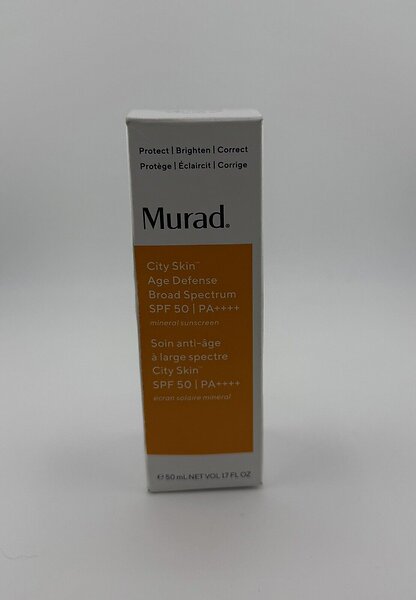 Protect | Brighten | Correct
Protège | Éclaircit | Corrige
Murad®
City Skin™
Age Defense
Broad Spectrum
SPF 50 | PA++++
mineral sunscreen
Soin anti-âge
à large spectre
City Skin™
SPF 50 | PA++++
écran solaire minéral
℮ 50 mL NET VOL 1.7 FL OZ